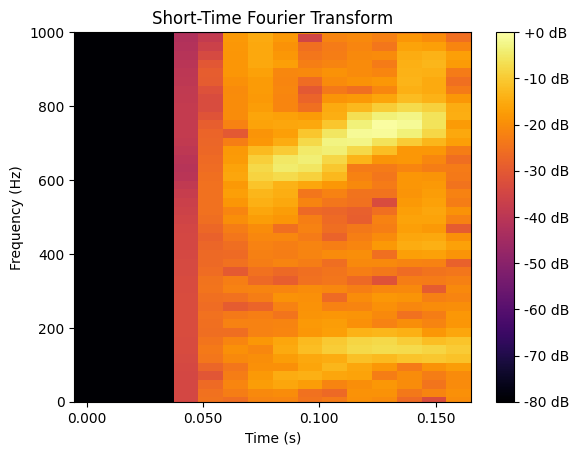 Short-Time Fourier Transform
1000
800
600
400
200
0
Frequency (Hz)
0.000
0.050
0.100
0.150
Time (s)
+0 dB
-10 dB
-20 dB
-30 dB
-40 dB
-50 dB
-60 dB
-70 dB
-80 dB